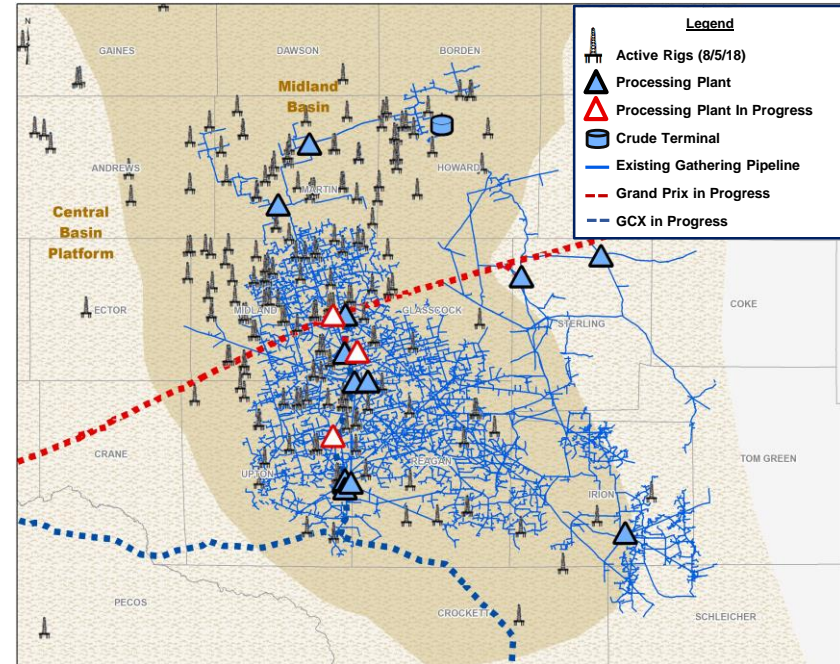 Legend
Active Rigs (8/5/18)
Processing Plant
Processing Plant In Progress
Crude Terminal
Existing Gathering Pipeline
Grand Prix in Progress
GCX in Progress
N
GAINES
DAWSON
BORDEN
Midland
Basin
ANDREWS
MARTIN
HOWARD
Central
Basin
Platform
ECTOR
MIDLAND
GLASSCOCK
STERLING
COKE
CRANE
UPTON
REAGAN
IRION
TOM GREEN
PECOS
CROCKETT
SCHLEICHER